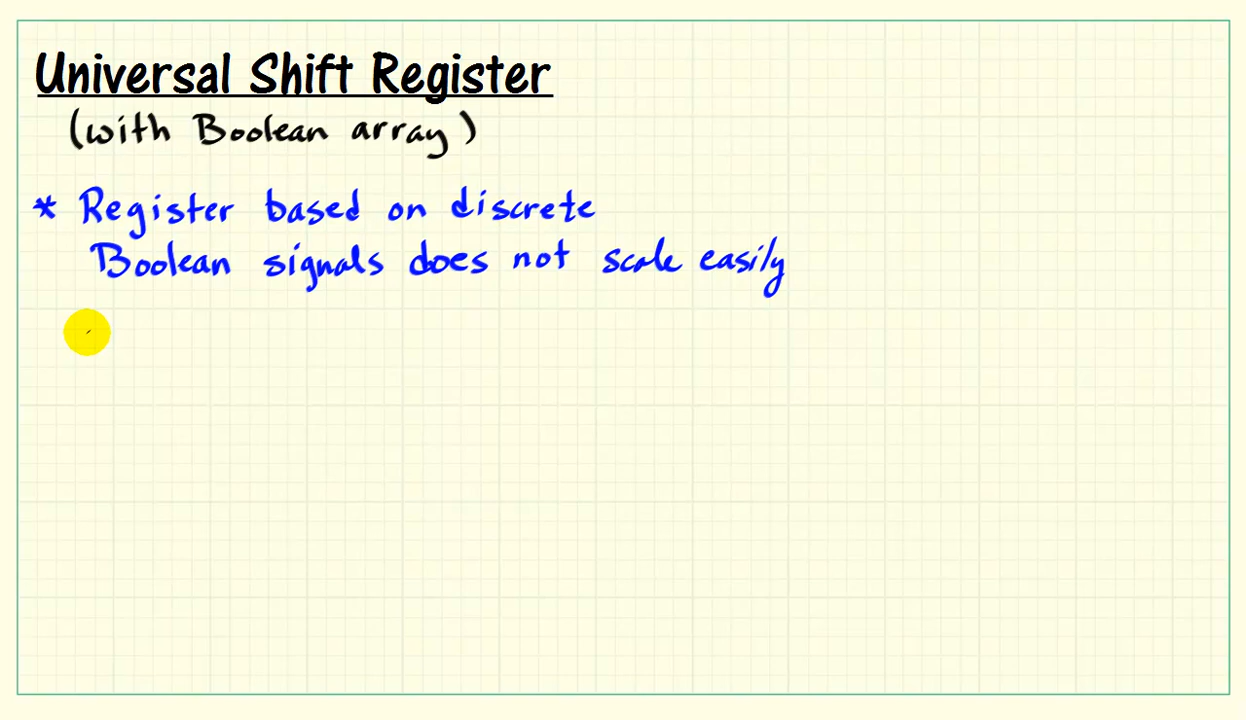 Universal Shift Register
(with Boolean array)
* Register based on discrete
Boolean signals does not scale easily